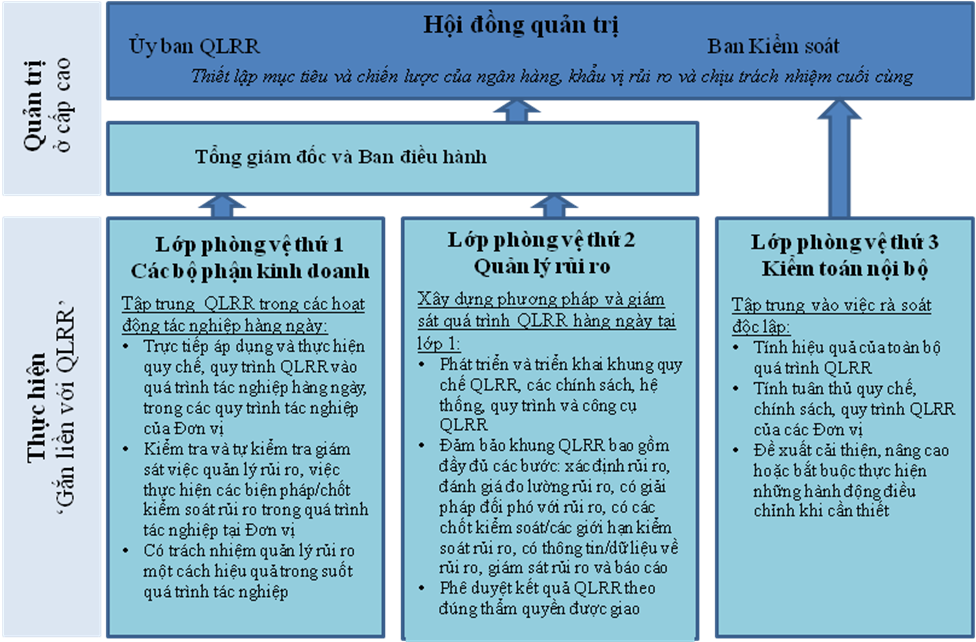 Quản trị
ở cấp cao
Hội đồng quản trị
Ủy ban QLRR
Ban Kiểm soát
Thiết lập mục tiêu và chiến lược của ngân hàng, khẩu vị rủi ro và chịu trách nhiệm cuối cùng
Tổng giám đốc và Ban điều hành
Thực hiện
‘Gắn liền với QLRR’
Lớp phòng vệ thứ 1
Các bộ phận kinh doanh
Tập trung QLRR trong các hoạt
động tác nghiệp hàng ngày:
• Trực tiếp áp dụng và thực hiện
quy chế, quy trình QLRR vào
quá trình tác nghiệp hàng ngày,
trong các quy trình tác nghiệp
của Đơn vị
• Kiểm tra và tự kiểm tra giám
sát việc quản lý rủi ro, việc
thực hiện các biện pháp/chốt
kiểm soát rủi ro trong quá trình
tác nghiệp tại Đơn vị
• Có trách nhiệm quản lý rủi ro
một cách hiệu quả trong suốt
quá trình tác nghiệp
Lớp phòng vệ thứ 2
Quản lý rủi ro
Xây dựng phương pháp và giám
sát quá trình QLRR hàng ngày tại
lớp 1:
• Phát triển và triển khai khung quy
chế QLRR, các chính sách, hệ
thống, quy trình và công cụ
QLRR
• Đảm bảo khung QLRR bao gồm
đầy đủ các bước: xác định rủi ro,
đánh giá đo lường rủi ro, có giải
pháp đối phó với rủi ro, có các
chốt kiểm soát/các giới hạn kiểm
soát rủi ro, có thông tin/dữ liệu về
rủi ro, giám sát rủi ro và báo cáo
• Phê duyệt kết quả QLRR theo
đúng thẩm quyền được giao
Lớp phòng vệ thứ 3
Kiểm toán nội bộ
Tập trung vào việc rà soát
độc lập:
• Tính hiệu quả của toàn bộ
quá trình QLRR
• Tính tuân thủ quy chế,
chính sách, quy trình QLRR
của các Đơn vị
• Đề xuất cải thiện, nâng cao
hoặc bắt buộc thực hiện
những hành động điều
chỉnh khi cần thiết